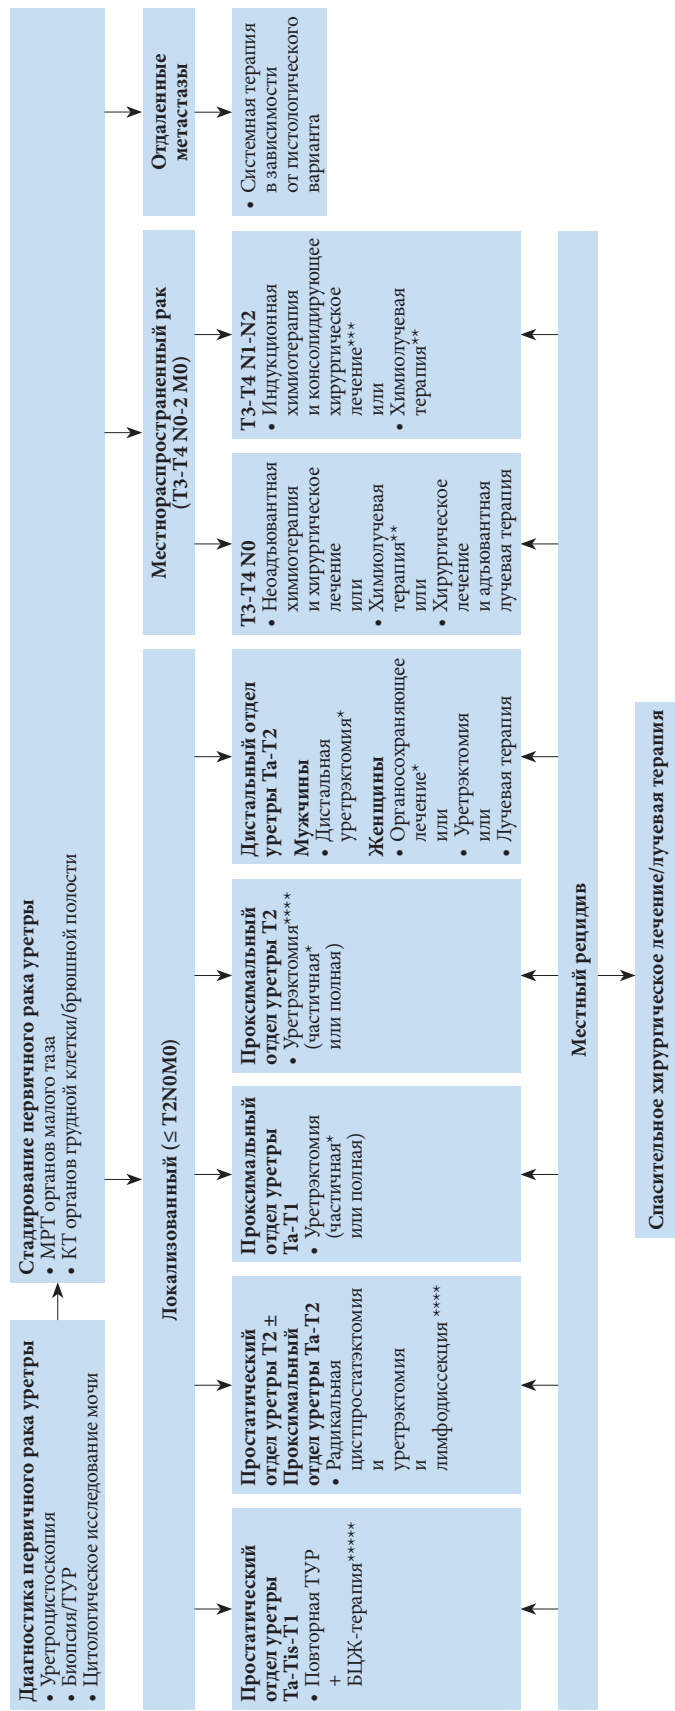 Диагностика первичного рака уретры
• Уретроцистоскопия
• Биопсия/ТУР
• Цитологическое исследование мочи
Стадирование первичного рака уретры
• МРТ органов малого таза
• КТ органов грудной клетки/брюшной полости
Локализованный (≤ T2N0M0)
Местнораспространенный рак
(T3-T4 N0-2 M0)
Отдаленные
метастазы
Простатический
отдел уретры
Ta-Tis-T1
• Повторная ТУР
+
БЦЖ-терапия*****
Простатический
отдел уретры T2 ±
Проксимальный
отдел уретры Ta-T2
• Радикальная
цистпростатэктомия
и
уретрэктомия
и
лимфодиссекция ****
Проксимальный
отдел уретры
Ta-T1
• Уретрэктомия
(частичная*
или полная)
Проксимальный
отдел уретры T2
• Уретрэктомия****
(частичная*
или полная)
Дистальный отдел
уретры Ta-T2
Мужчины
• Дистальная
уретрэктомия*
Женщины
• Органосохраняющее
лечение*
или
• Уретрэктомия
или
• Лучевая терапия
T3-T4 N0
• Неоадъювантная
химиотерапия
и хирургическое
лечение
или
• Химиолучевая
терапия**
или
• Хирургическое
лечение
и адъювантная
лучевая терапия
T3-T4 N1-N2
• Индукционная
химиотерапия
и консолидирующее
хирургическое
лечение***
или
• Химиолучевая
терапия**
• Системная терапия
в зависимости
от гистологического
варианта
Местный рецидив
Спасительное хирургическое лечение/лучевая терапия